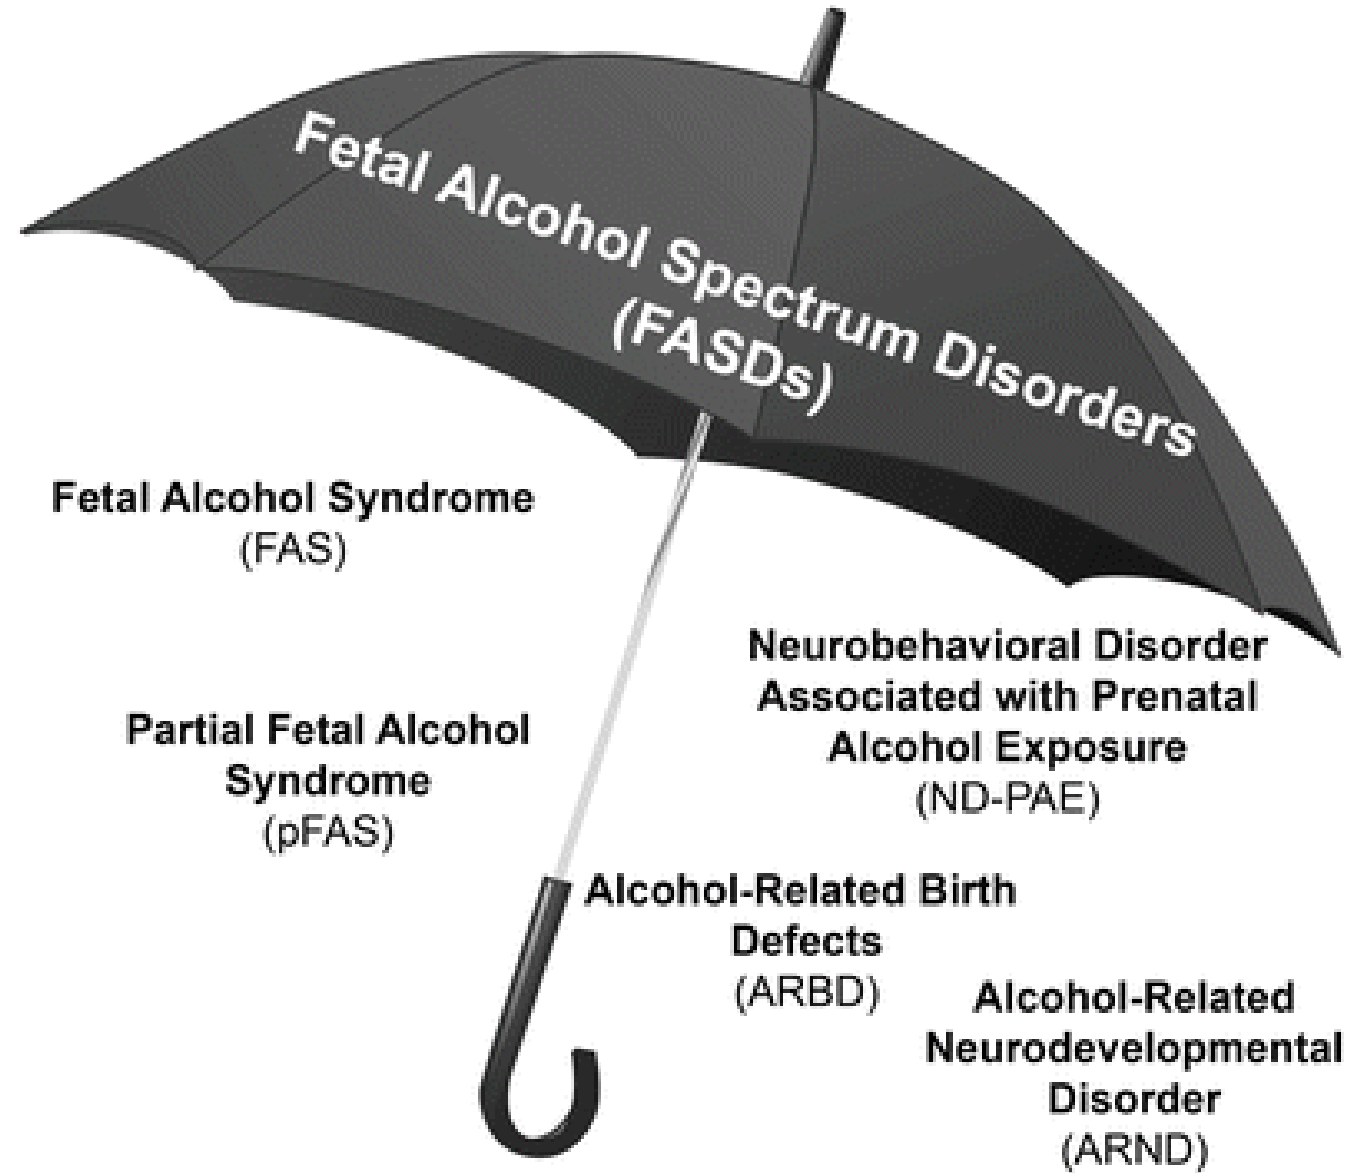 Fetal Alcohol Spectrum Disorders
(FASDs)
Fetal Alcohol Syndrome
(FAS)
Partial Fetal Alcohol
Syndrome
(pFAS)
Neurobehavioral Disorder
Associated with Prenatal
Alcohol Exposure
(ND-PAE)
Alcohol-Related Birth
Defects
(ARBD)
Alcohol-Related
Neurodevelopmental
Disorder
(ARND)